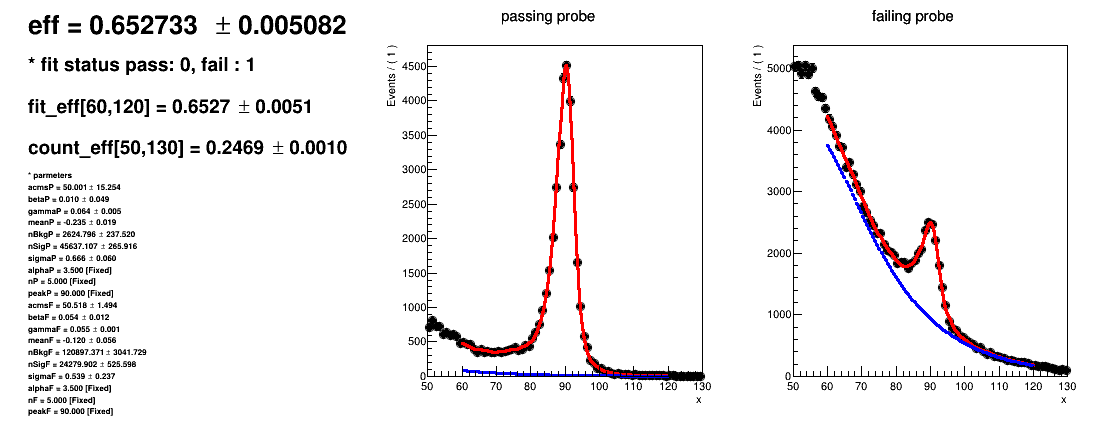 eff = 0.652733 ± 0.005082
* fit status pass: 0, fail : 1
fit_eff[60,120] = 0.6527 ± 0.0051
count_eff[50,130] = 0.2469 ± 0.0010
* parmeters
acmsP = 50.001 ± 15.254
betaP = 0.010 ± 0.049
gammaP = 0.064 ± 0.005
meanP = -0.235 ± 0.019
nBkgP = 2624.796 ± 237.520
nSigP = 45637.107 ± 265.916
sigmaP = 0.666 ± 0.060
alphaP = 3.500 [Fixed]
nP = 5.000 [Fixed]
peakP = 90.000 [Fixed]
acmsF = 50.518 ± 1.494
betaF = 0.054 ± 0.012
gammaF = 0.055 ± 0.001
meanF = -0.120 ± 0.056
nBkgF = 120897.371 ± 3041.729
nSigF = 24279.902 ± 525.598
sigmaF = 0.539 ± 0.237
alphaF = 3.500 [Fixed]
nF = 5.000 [Fixed]
peakF = 90.000 [Fixed]
passing probe
Events / ( 1 )
4500
4000
3500
3000
2500
2000
1500
1000
500
0
50 60 70 80 90 100 110 120 130
x
failing probe
Events / ( 1 )
5000
4000
3000
2000
1000
0
50 60 70 80 90 100 110 120 130
x